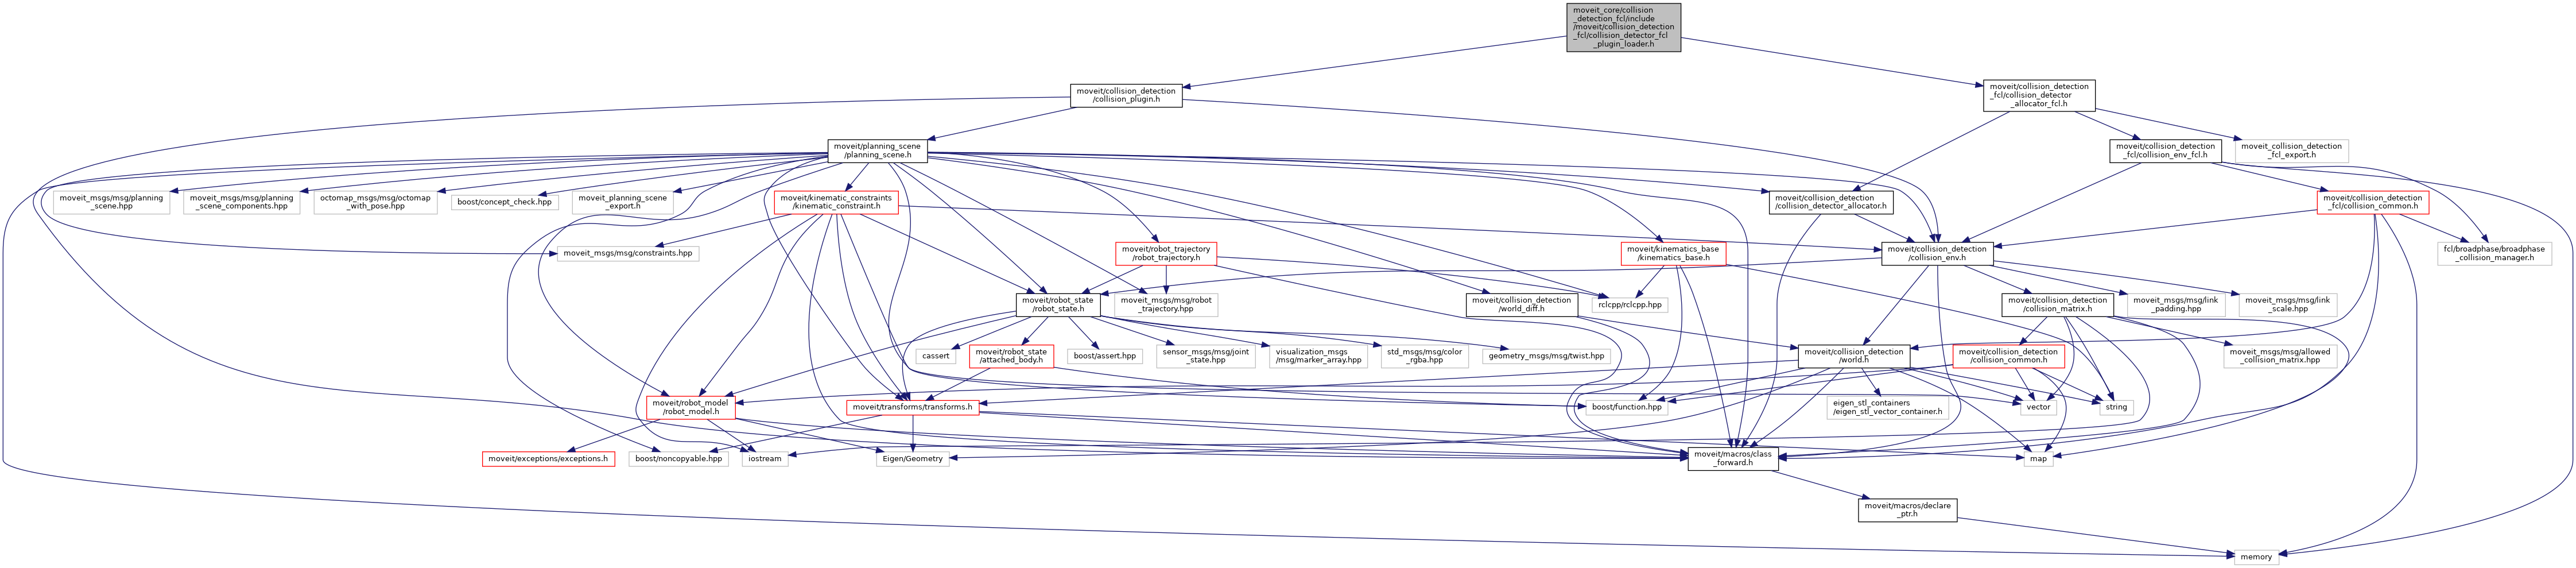 moveit_core/collision
_detection_fcl/include
/moveit/collision_detection
_fcl/collision_detector_fcl
_plugin_loader.h
moveit/collision_detection
/collision_plugin.h
moveit/collision_detection
_fcl/collision_detector
_allocator_fcl.h
moveit/planning_scene
/planning_scene.h
moveit/collision_detection
_fcl/collision_env_fcl.h
moveit_collision_detection
_fcl_export.h
moveit_msgs/msg/planning
_scene.hpp
moveit_msgs/msg/planning
_scene_components.hpp
octomap_msgs/msg/octomap
_with_pose.hpp
boost/concept_check.hpp
moveit_planning_scene
_export.h
moveit/kinematic_constraints
/kinematic_constraint.h
moveit/collision_detection
/collision_detector_allocator.h
moveit/collision_detection
_fcl/collision_common.h
moveit_msgs/msg/constraints.hpp
moveit/robot_trajectory
/robot_trajectory.h
moveit/kinematics_base
/kinematics_base.h
moveit/collision_detection
/collision_env.h
fcl/broadphase/broadphase
_collision_manager.h
moveit/robot_state
/robot_state.h
moveit_msgs/msg/robot
_trajectory.hpp
moveit/collision_detection
/world_diff.h
rclcpp/rclcpp.hpp
moveit/collision_detection
/collision_matrix.h
moveit_msgs/msg/link
_padding.hpp
moveit_msgs/msg/link
_scale.hpp
cassert
moveit/robot_state
/attached_body.h
boost/assert.hpp
sensor_msgs/msg/joint
_state.hpp
visualization_msgs
/msg/marker_array.hpp
std_msgs/msg/color
_rgba.hpp
geometry_msgs/msg/twist.hpp
moveit/collision_detection
/world.h
moveit/collision_detection
/collision_common.h
moveit_msgs/msg/allowed
_collision_matrix.hpp
moveit/robot_model
/robot_model.h
moveit/transforms/transforms.h
boost/function.hpp
eigen_stl_containers
/eigen_stl_vector_container.h
vector
string
moveit/exceptions/exceptions.h
boost/noncopyable.hpp
iostream
Eigen/Geometry
moveit/macros/class
_forward.h
map
moveit/macros/declare
_ptr.h
memory